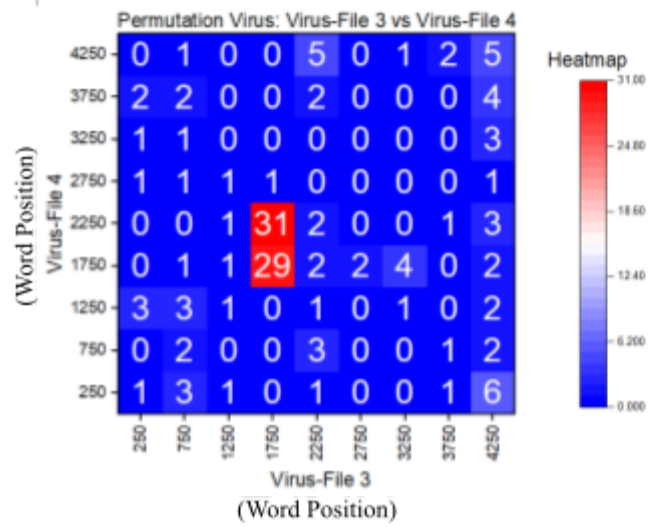 Permutation Virus: Virus-File 3 vs Virus-File 4
4250 0 1 0 0 5 0 1 2 5
3750 2 2 0 0 2 0 0 0 4
3250 1 1 0 0 0 0 0 0 3
2750 1 1 1 1 0 0 0 0 1
2250 0 0 1 31 2 0 0 1 3
1750 0 1 1 29 2 2 4 0 2
1250 3 3 1 0 1 0 1 0 2
750 0 2 0 0 3 0 0 1 2
250 1 3 1 0 1 0 0 1 6
250 750 1250 1750 2250 2750 3250 3750 4250
Virus-File 3
(Word Position)
Virus-File 4
(Word Position)
Heatmap
31.00
24.80
18.60
12.40
6.200
0.000